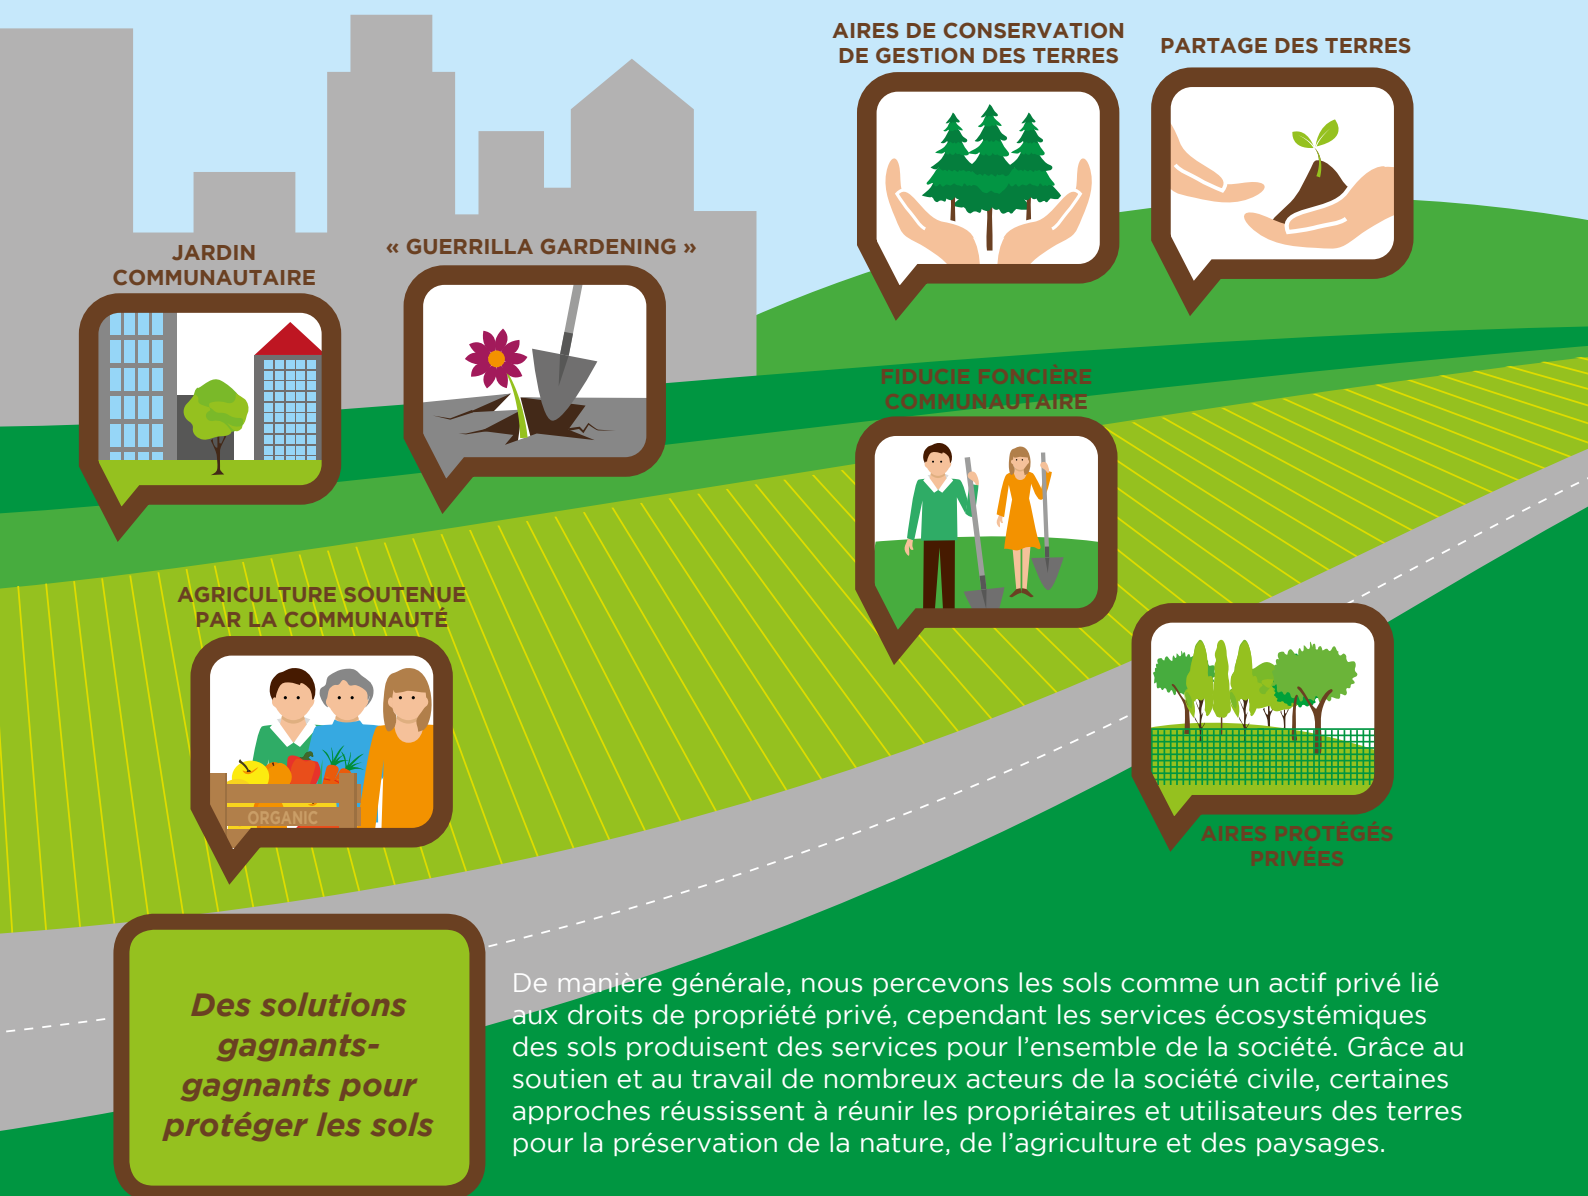 AIRES DE CONSERVATION
DE GESTION DES TERRES
PARTAGE DES TERRES
JARDIN
COMMUNAUTAIRE
« GUERRILLA GARDENING »
FIDUCIE FONCIÈRE
COMMUNAUTAIRE
AGRICULTURE SOUTENUE
PAR LA COMMUNAUTÉ
ORGANIC
AIRES PROTÉGÉS
PRIVÉES
Des solutions
gagnants-
gagnants pour
protéger les sols
De manière générale, nous percevons les sols comme un actif privé lié
aux droits de propriété privé, cependant les services écosystémiques
des sols produisent des services pour l’ensemble de la société. Grâce au
soutien et au travail de nombreux acteurs de la société civile, certaines
approches réussissent à réunir les propriétaires et utilisateurs des terres
pour la préservation de la nature, de l’agriculture et des paysages.